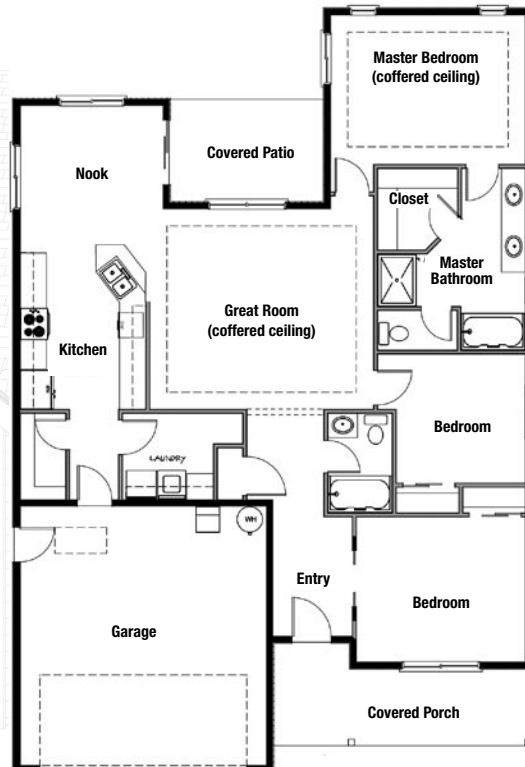 Master Bedroom
(coffered ceiling)
Covered Patio
Nook
Closet
Master
Bathroom
Great Room
(coffered ceiling)
Kitchen
Bedroom
LAUNDRY
WH
Entry
Bedroom
Garage
Covered Porch